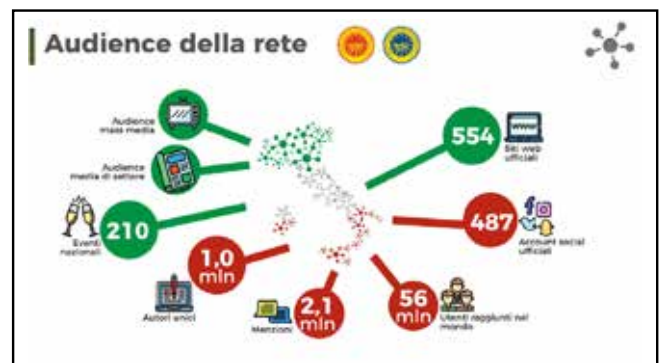 Audience della rete
Audience
mass media
Audience
media di settore
210
Eventi
nazionali
1,0
mln
Autori unici
Menzioni
2,1
mln
56
mln
Utenti raggiunti nel
mondo
487
Account social
ufficiali
554
Siti web
ufficiali